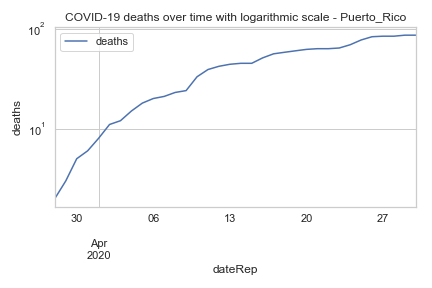 COVID-19 deaths over time with logarithmic scale - Puerto_Rico
10²
deaths
deaths
10¹
30
06
13
20
27
Apr
2020
dateRep